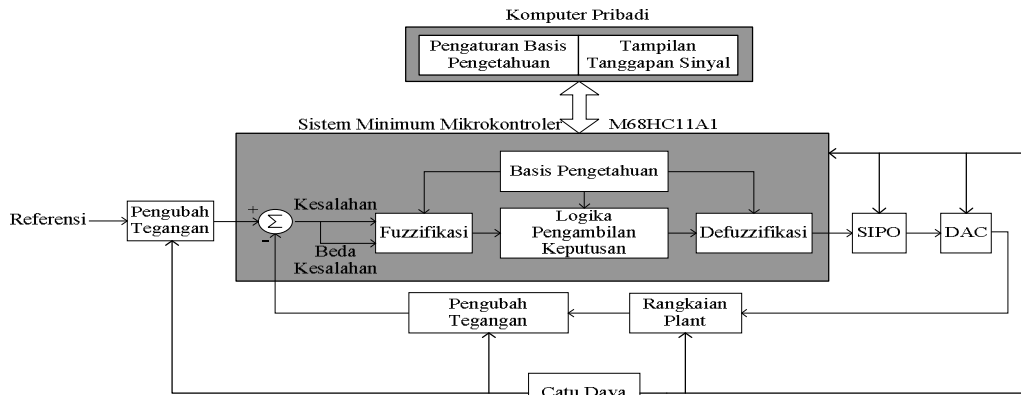 Komputer Pribadi
Pengaturan Basis
Pengetahuan
Tampilan
Tanggapan Sinyal
Sistem Minimum Mikrokontroler M68HC11A1
Basis Pengetahuan
Referensi
Pengubah
Tegangan
+
-
Σ
Kesalahan
Beda
Kesalahan
Fuzzifikasi
Logika
Pengambilan
Keputusan
Defuzzifikasi
SIPO
DAC
Pengubah
Tegangan
Rangkaian
Plant
Catu Daya